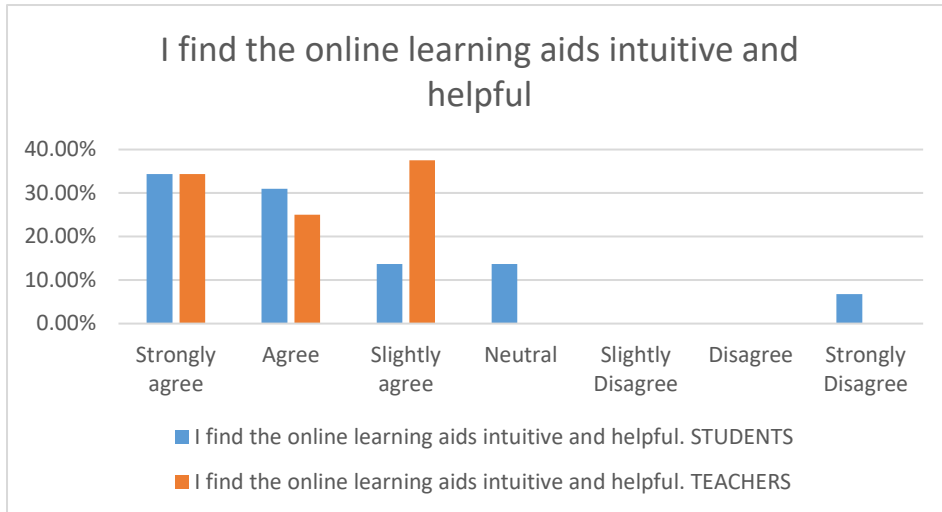 I find the online learning aids intuitive and
helpful
40.00%
30.00%
20.00%
10.00%
0.00%
Strongly
agree
Agree
Slightly
agree
Neutral
Slightly
Disagree
Disagree
Strongly
Disagree
I find the online learning aids intuitive and helpful. STUDENTS
I find the online learning aids intuitive and helpful. TEACHERS